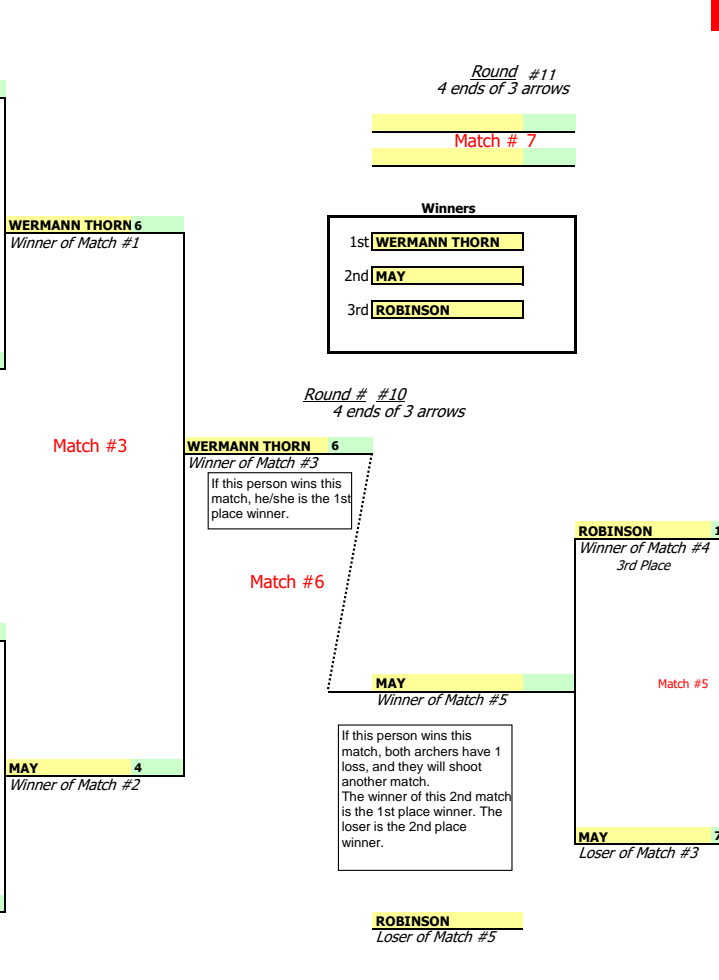 Round #11
4 ends of 3 arrows
Match # 7
Winners
WERMANN THORN 6
Winner of Match #1
1st WERMANN THORN
2nd MAY
3rd ROBINSON
Round # #10
4 ends of 3 arrows
Match #3
WERMANN THORN 6
Winner of Match #3
If this person wins this
match, he/she is the 1st
place winner.
ROBINSON 1
Winner of Match #4
3rd Place
Match #6
MAY
Winner of Match #5
Match #5
If this person wins this
match, both archers have 1
loss, and they will shoot
another match.
The winner of this 2nd match
is the 1st place winner. The
loser is the 2nd place
winner.
MAY 4
Winner of Match #2
MAY 7
Loser of Match #3
ROBINSON
Loser of Match #5